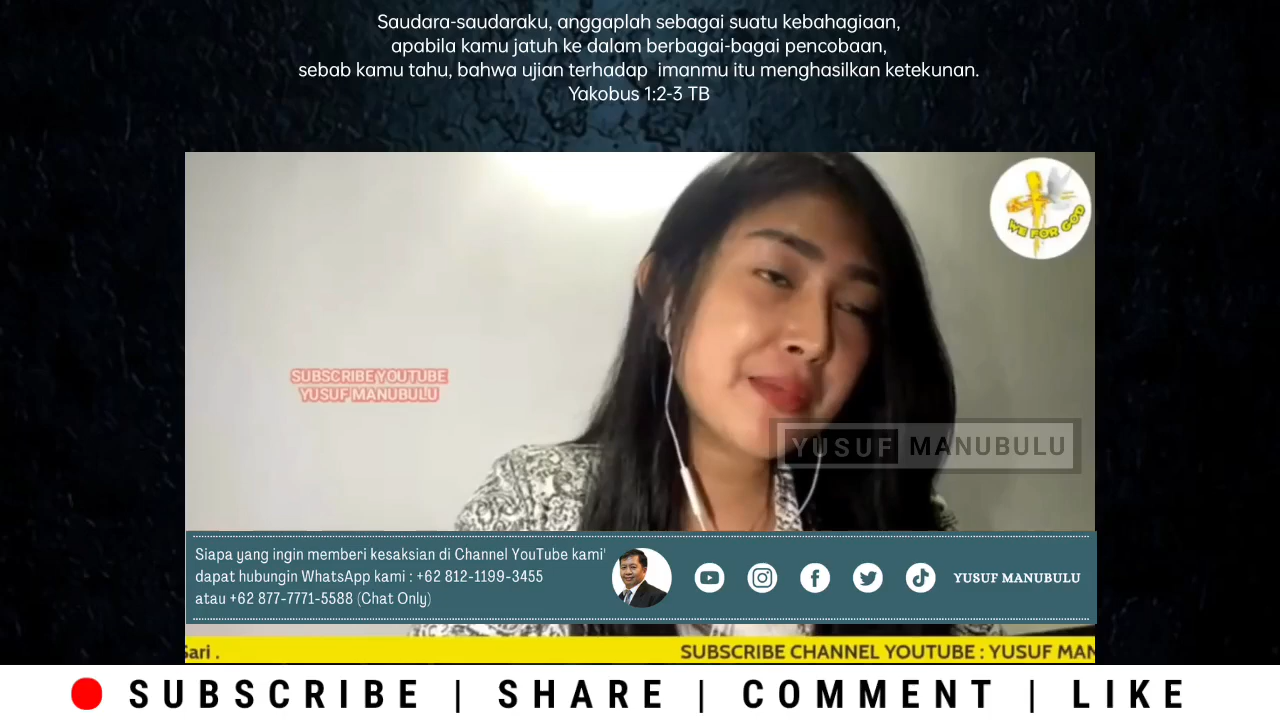 Saudara-saudaraku, anggaplah sebagai suatu kebahagiaan,
apabila kamu jatuh ke dalam berbagai-bagai pencobaan,
sebab kamu tahu, bahwa ujian terhadap  imanmu itu menghasilkan ketekunan.
Yakobus 1:2-3 TB
WE FOR GOD
SUBSCRIBE YOUTUBE
YUSUF MANUBULU
YUSUF MANUBULU
Siapa yang ingin memberi kesaksian di Channel YouTube kami'
dapat hubungin WhatsApp kami : +62 812-1199-3455
atau +62 877-7771-5588 (Chat Only)
YUSUF MANUBULU
Sari . SUBSCRIBE CHANNEL YOUTUBE : YUSUF MAN
SUBSCRIBE | SHARE | COMMENT | LIKE